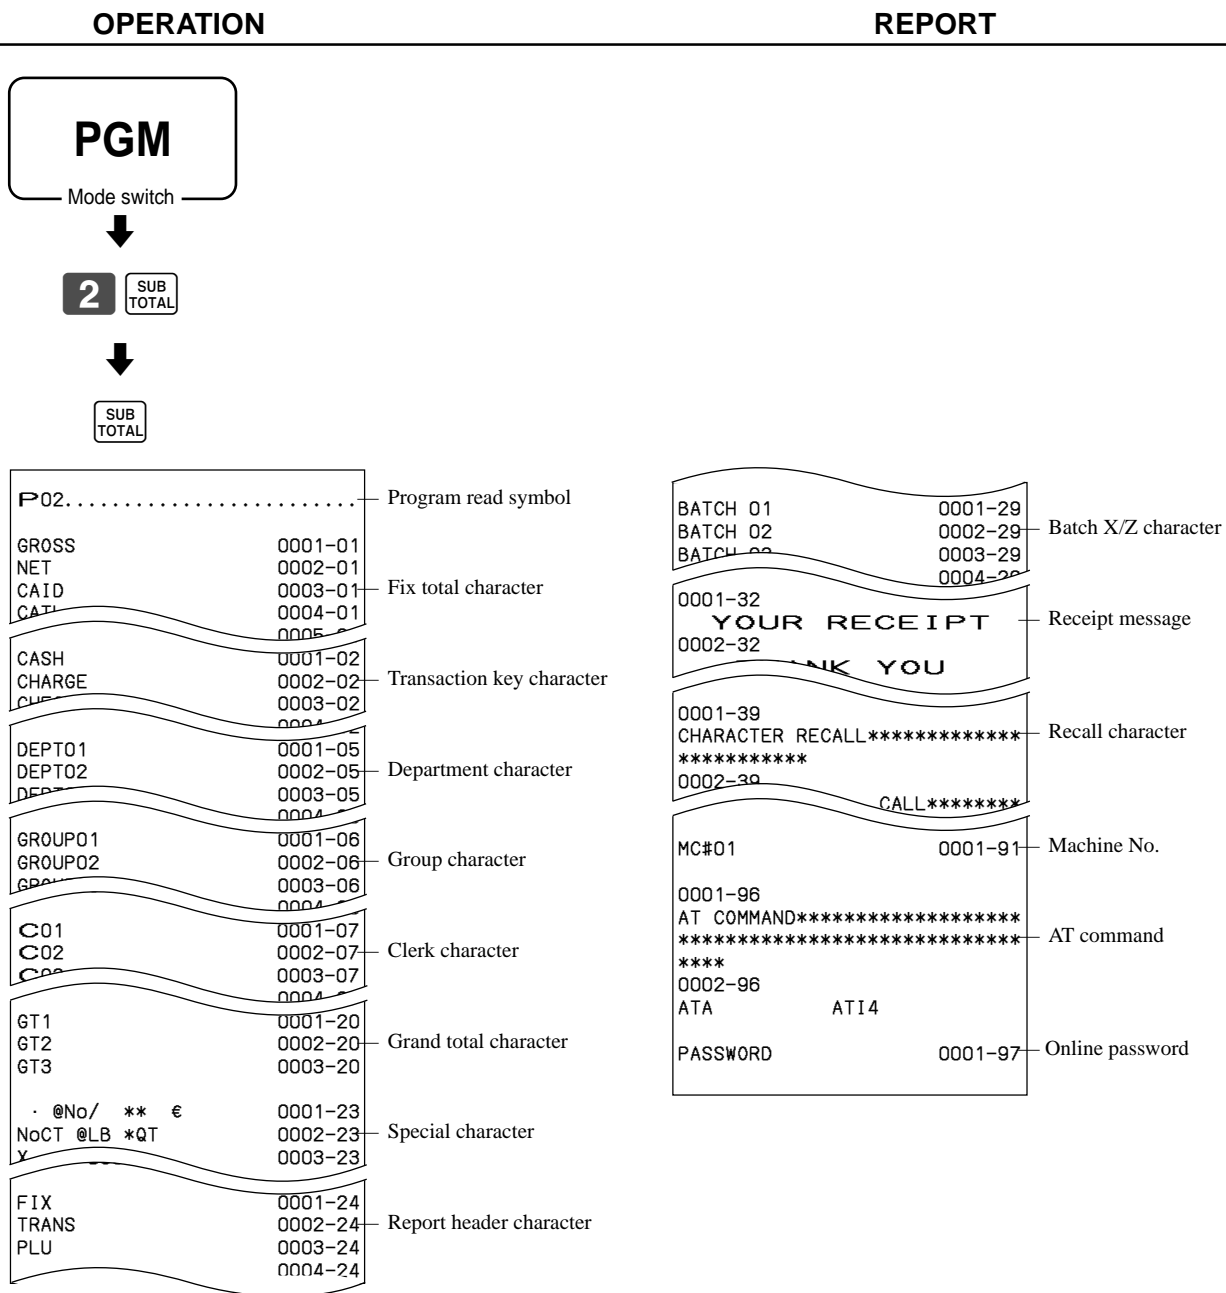 OPERATION
REPORT
PGM
Mode switch
2 SUB TOTAL
SUB TOTAL
P02......................... Program read symbol
GROSS 0001-01
NET 0002-01
CAID 0003-01 Fix total character
0004-01
CASH 0001-02
CHARGE 0002-02 Transaction key character
0003-02
DEPT01 0001-05
DEPT02 0002-05 Department character
0003-05
GROUP01 0001-06
GROUP02 0002-06 Group character
0003-06
C01 0001-07
C02 0002-07 Clerk character
0003-07
GT1 0001-20
GT2 0002-20 Grand total character
GT3 0003-20
· @No/ ** € 0001-23
NoCT @LB *QT 0002-23 Special character
X 0003-23
FIX 0001-24
TRANS 0002-24 Report header character
PLU 0003-24
0004-24
BATCH 01 0001-29
BATCH 02 0002-29 Batch X/Z character
BATCH 0003-29
0001-32
YOUR RECEIPT Receipt message
0002-32
YOU
0001-39
CHARACTER RECALL************* Recall character
***********
0002-39
CALL********
MC#01 0001-91 Machine No.
0001-96
AT COMMAND*******************
***************************** AT command
****
0002-96
ATA ATI4
PASSWORD 0001-97 Online password